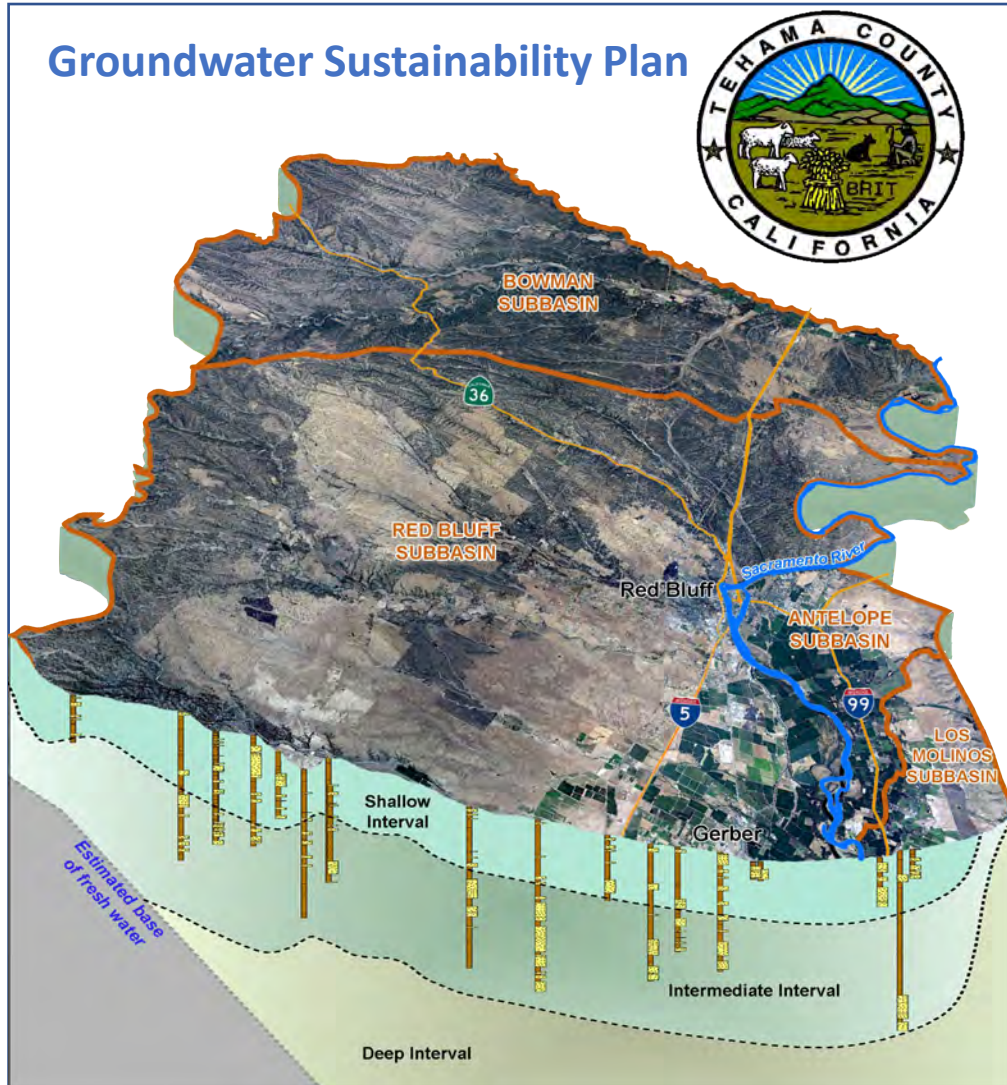 Groundwater Sustainability Plan
TEHAMA COUNTY
CALIFORNIA
BRIT
BOWMAN
SUBBASIN
36
RED BLUFF
SUBBASIN
Sacramento River
Red Bluff
ANTELOPE
SUBBASIN
5
99
LOS
MOLINOS
SUBBASIN
Shallow
Interval
Gerber
Estimated base
of fresh water
Intermediate Interval
Deep Interval